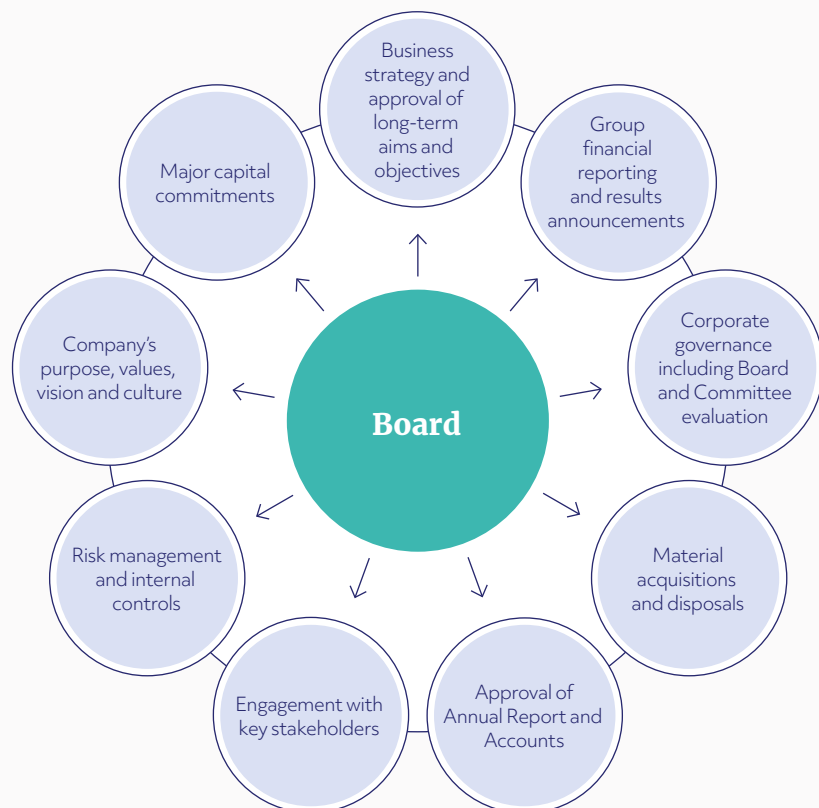 Business
strategy and
approval of
long-term
aims and
objectives
Group
financial
reporting
and results
announcements
Corporate
governance
including Board
and Committee
evaluation
Material
acquisitions
and disposals
Approval of
Annual Report and
Accounts
Engagement with
key stakeholders
Risk management
and internal
controls
Company’s
purpose, values,
vision and culture
Major capital
commitments
Board